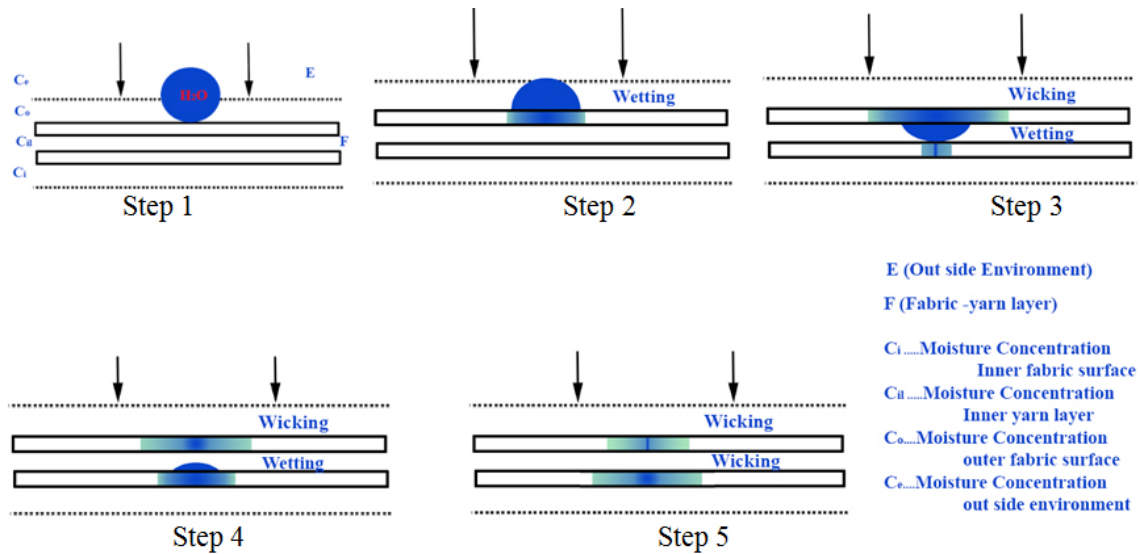 Ce
E
H2O
Co
Cil
F
Ci
Step 1
Wetting
Step 2
Wicking
Wetting
Step 3
Wicking
Wetting
Step 4
Wicking
Wicking
Step 5
E (Out side Environment)
F (Fabric -yarn layer)
Ci .....Moisture Concentration
Inner fabric surface
Cil .....Moisture Concentration
Inner yarn layer
Co....Moisture Concentration
outer fabric surface
Ce....Moisture Concentration
out side environment